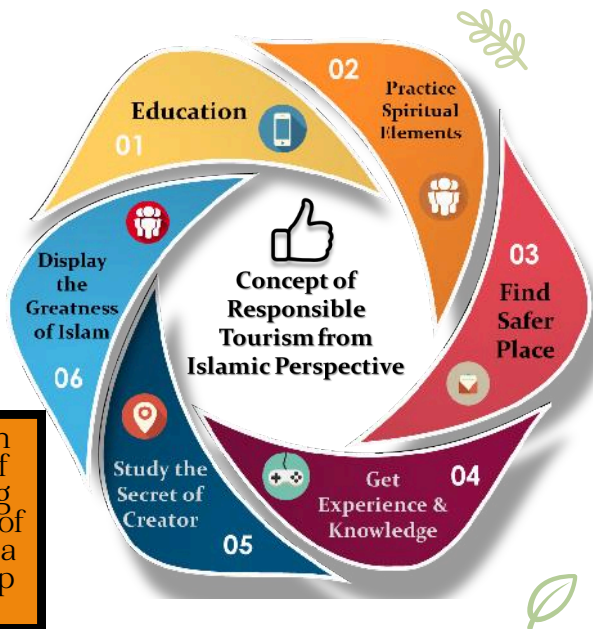 01
Education
02
Practice
Spiritual
Elements
03
Find
Safer
Place
04
Get
Experience &
Knowledge
05
Study the
Secret of
Creator
06
Display
the
Greatness
of Islam
Concept of
Responsible
Tourism from
Islamic Perspective
of
a